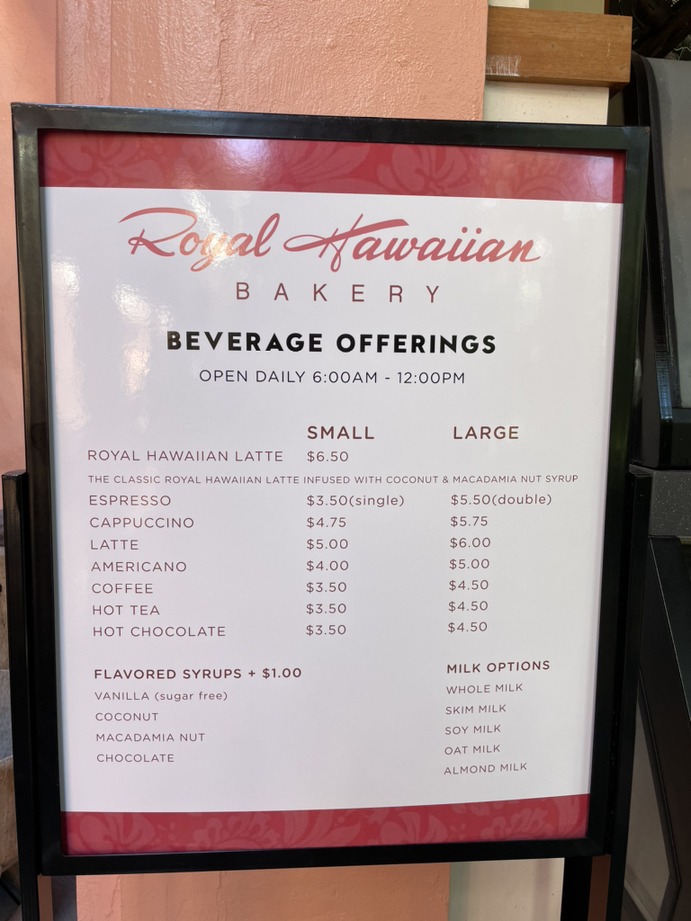 Royal Hawaiian
BAKERY
BEVERAGE OFFERINGS
OPEN DAILY 6:00AM - 12:00PM
SMALL LARGE
ROYAL HAWAIIAN LATTE $6.50
THE CLASSIC ROYAL HAWAIIAN LATTE INFUSED WITH COCONUT & MACADAMIA NUT SYRUP
ESPRESSO $3.50(single) $5.50(double)
CAPPUCCINO $4.75 $5.75
LATTE $5.00 $6.00
AMERICANO $4.00 $5.00
COFFEE $3.50 $4.50
HOT TEA $3.50 $4.50
HOT CHOCOLATE $3.50 $4.50
FLAVORED SYRUPS + $1.00
VANILLA (sugar free)
COCONUT
MACADAMIA NUT
CHOCOLATE
MILK OPTIONS
WHOLE MILK
SKIM MILK
SOY MILK
OAT MILK
ALMOND MILK